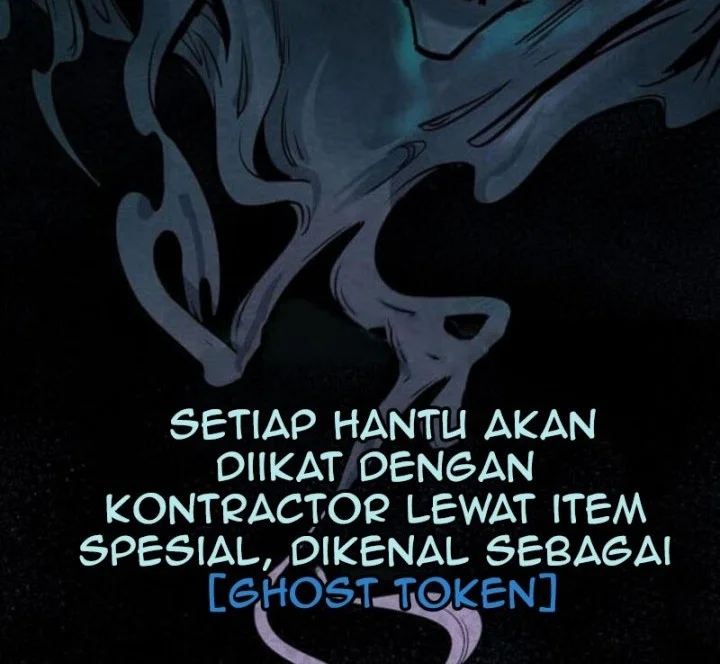 SETIAP HANTU AKAN
DIIKAT DENGAN
KONTRACTOR LEWAT ITEM
SPESIAL, DIKENAL SEBAGAI
[GHOST TOKEN]